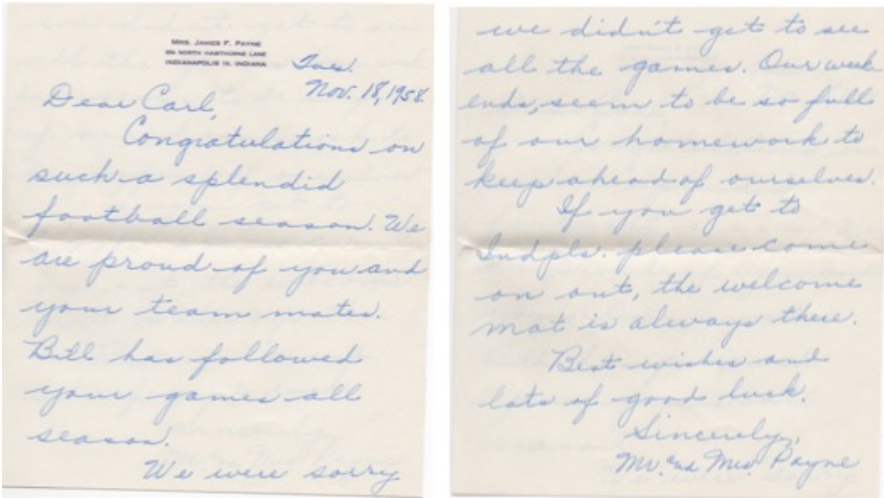 MRS. JAMES F. PAYNE
NORTH HAWTHORNE LANE
INDIANAPOLIS 19, INDIANA
Tues.
Nov. 18, 1958.
Dear Carl,
Congratulations on
such a splendid
football season. We
are proud of you and
your team mates.
Bill has followed
your games all
season.
We were sorry
we didn't get to see
all the games. Our week
ends, seem to be so full
of our homework to
keep ahead of ourselves.
If you get to
Indpls. please come
on out, the welcome
mat is always there.
Best wishes and
lots of good luck.
Sincerely,
Mr. and Mrs. Payne